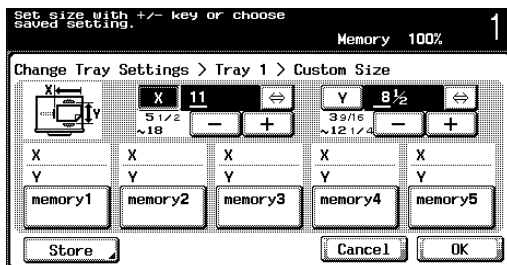 Set size with +/- key or choose
saved setting.
Memory 100% 1
Change Tray Settings > Tray 1 > Custom Size
X Y
X 11 ⇔ Y 8½ ⇔
5 1/2 ~18 − + 3 9/16 ~12 1/4 − +
X X X X X
Y Y Y Y Y
memory1 memory2 memory3 memory4 memory5
Store Cancel OK